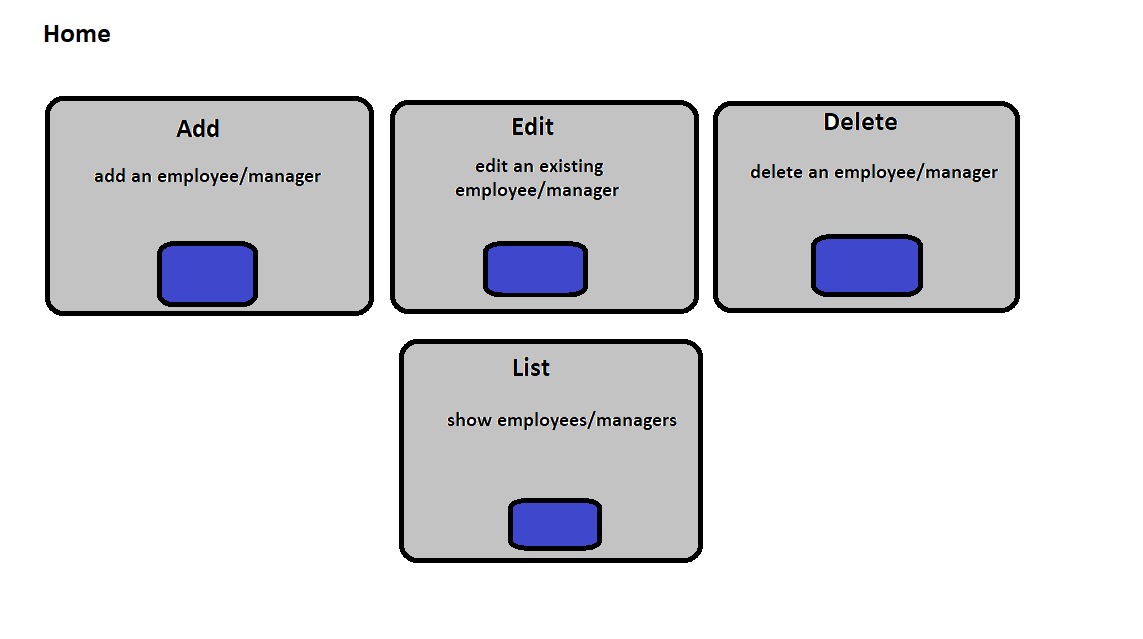 Home
Add
add an employee/manager
Edit
edit an existing
employee/manager
Delete
delete an employee/manager
List
show employees/managers